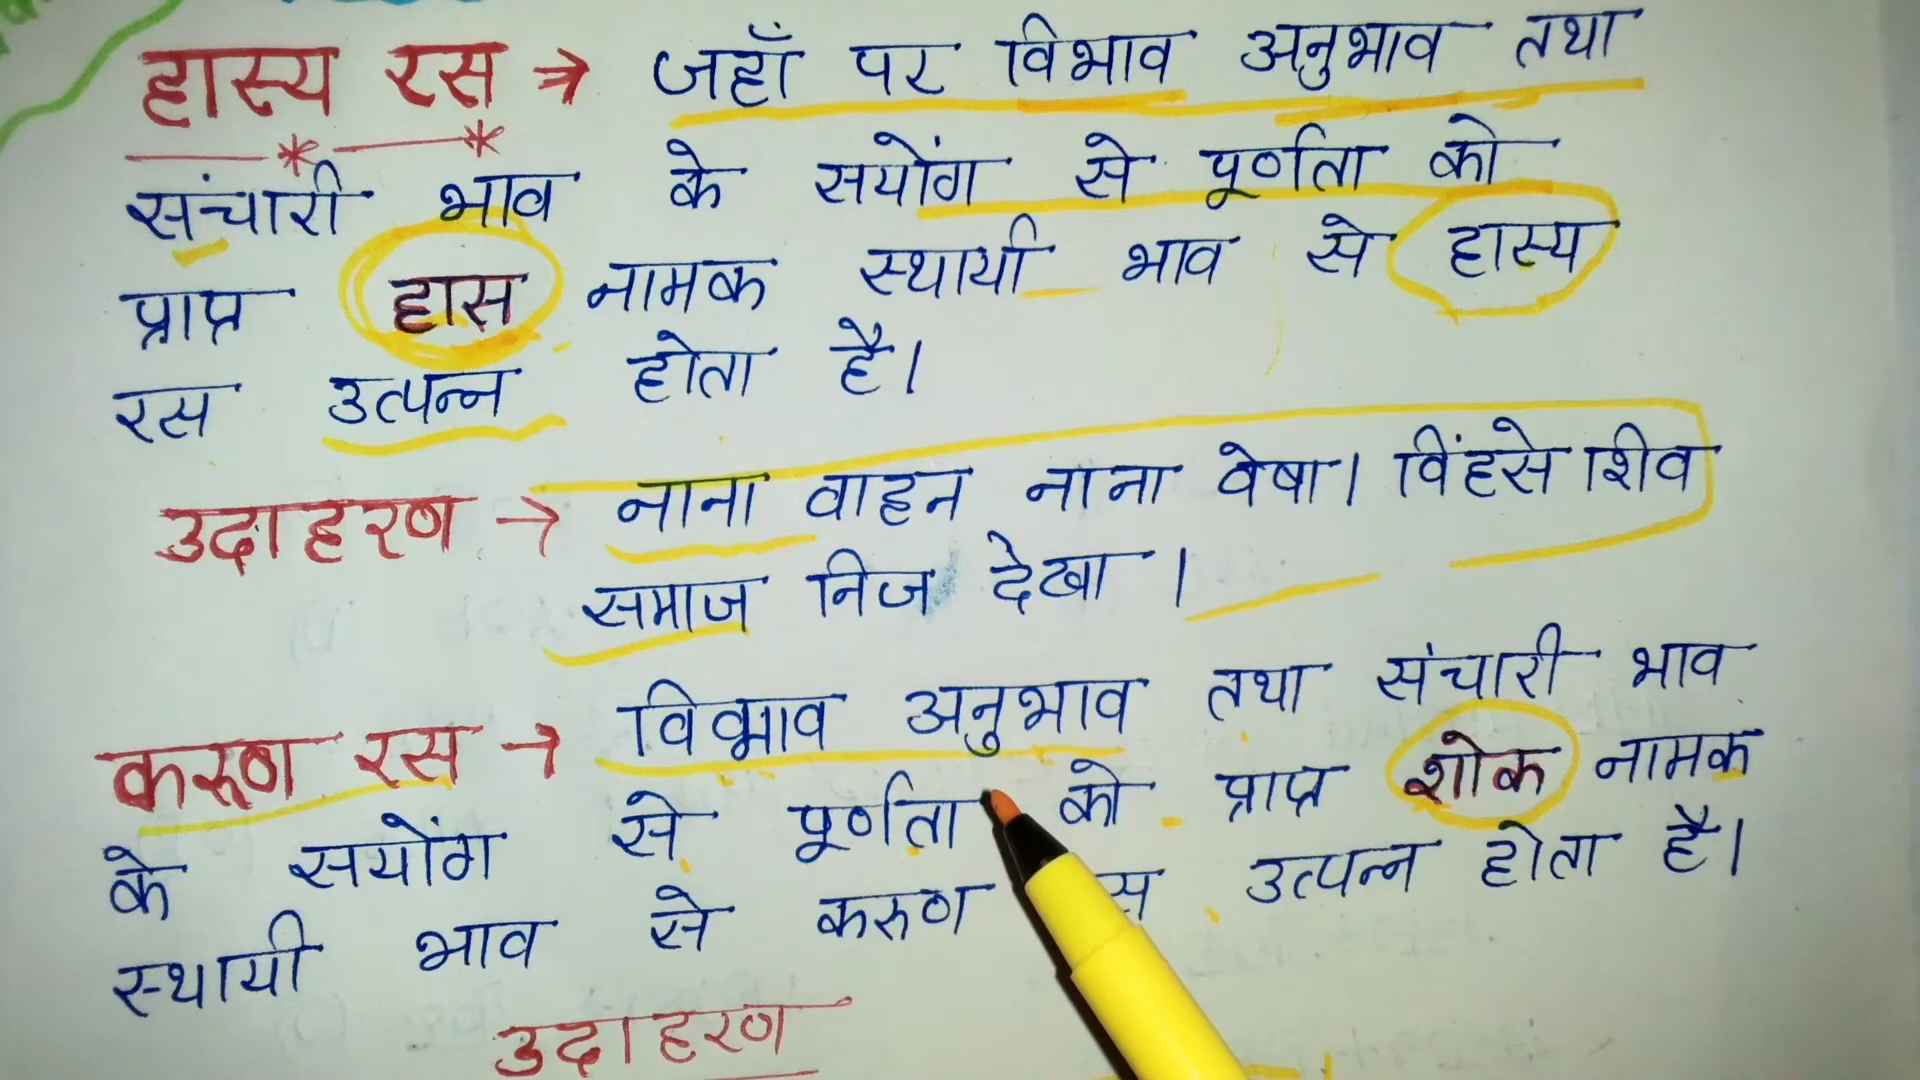 हास्य रस → जहाँ पर विभाव अनुभाव तथा
संचारी भाव के सयोंग से पूर्णता को
प्राप्त हास नामक स्थायी भाव से हास्य
रस उत्पन्न होता है।
उदाहरण → नाना वाहन नाना वेषा। विंहसे शिव
समाज निज देखा।
करुण रस → विभाव अनुभाव तथा संचारी भाव
के सयोंग से पूर्णता को प्राप्त शोक नामक
स्थायी भाव से करुण स उत्पन्न होता है।
उदाहरण